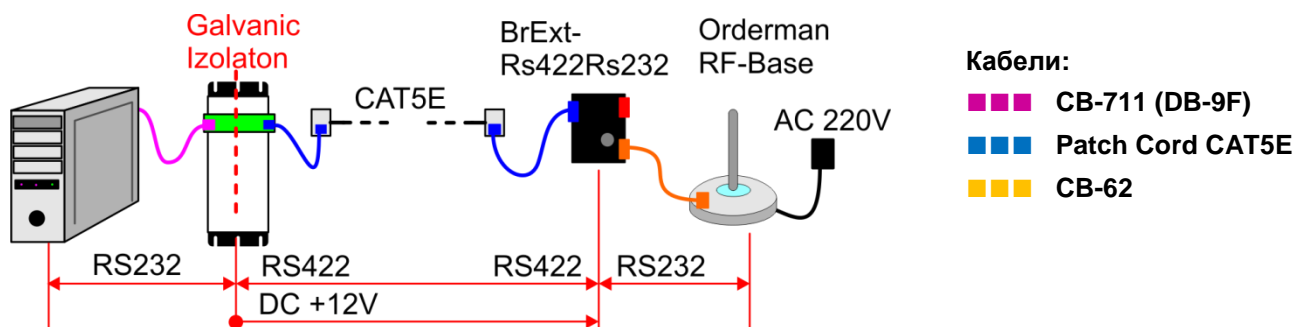 Galvanic
Izolaton
CAT5E
BrExt-
Rs422Rs232
Orderman
RF-Base
AC 220V
RS232
RS422
RS422
RS232
DC +12V
Кабели:
CB-711 (DB-9F)
Patch Cord CAT5E
CB-62